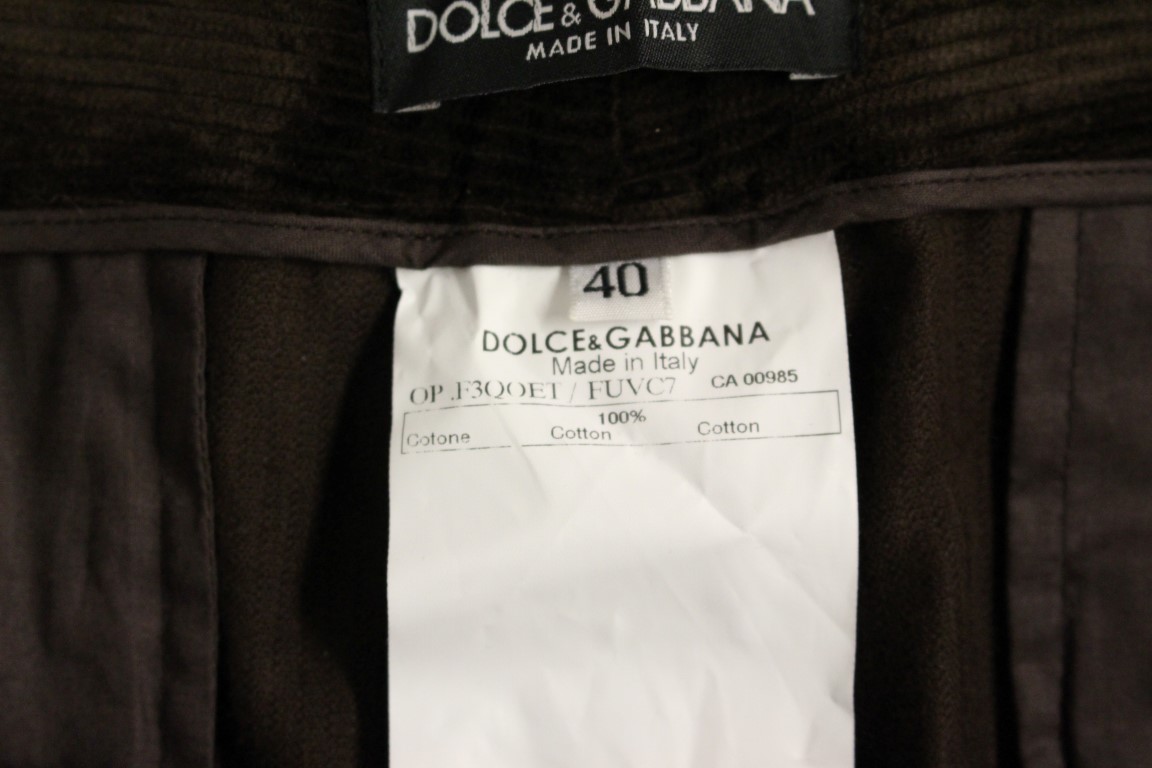 DOLCE & GABBANA
MADE IN ITALY
40
DOLCE&GABBANA
Made in Italy
OP .F3QOET / FUVC7 CA 00985
100%
Cotone Cotton Cotton